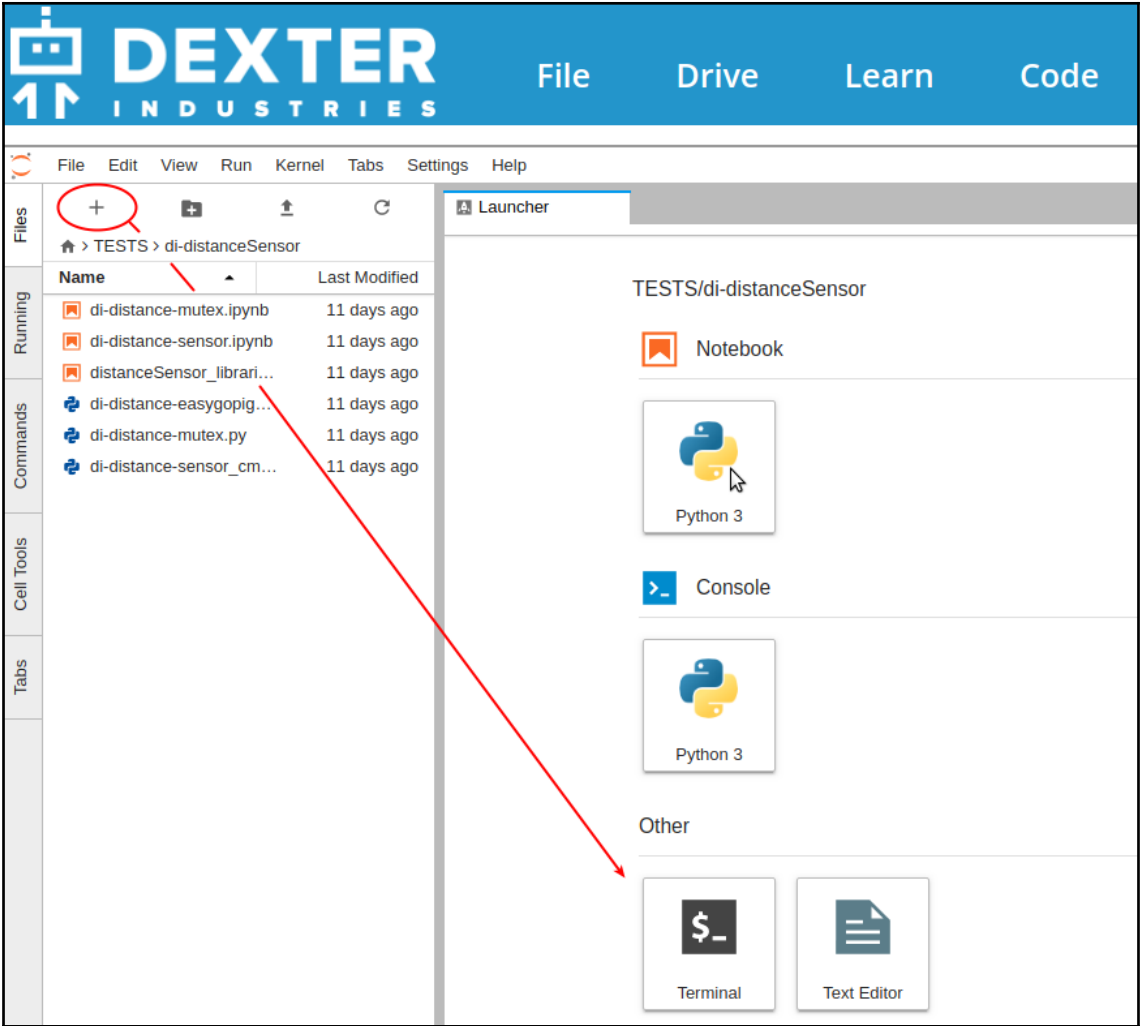 DEXTER
INDUSTRIES
File Drive Learn Code
File Edit View Run Kernel Tabs Settings Help
Files
Running
Commands
Cell Tools
Tabs
Launcher
> TESTS > di-distanceSensor
Name Last Modified
di-distance-mutex.ipynb 11 days ago
di-distance-sensor.ipynb 11 days ago
distanceSensor_librari... 11 days ago
di-distance-easygopig... 11 days ago
di-distance-mutex.py 11 days ago
di-distance-sensor_cm... 11 days ago
TESTS/di-distanceSensor
Notebook
Python 3
>_ Console
Python 3
Other
$_
Terminal Text Editor